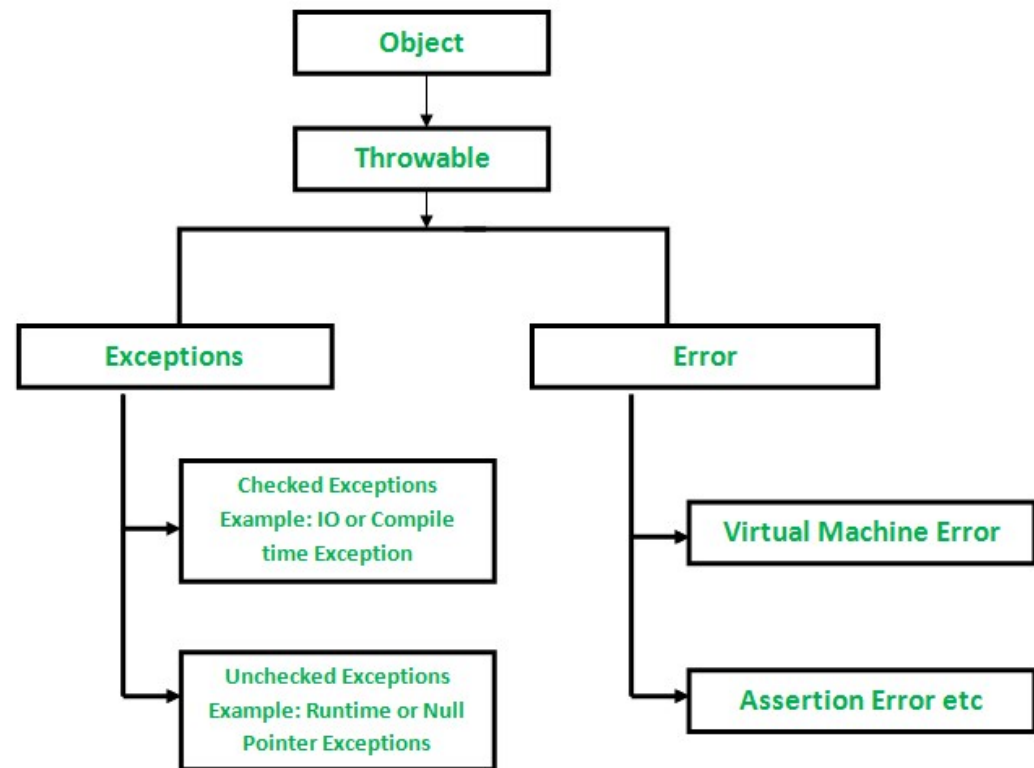 Object
Throwable
Exceptions
Error
Checked Exceptions
Example: IO or Compile
time Exception
Virtual Machine Error
Unchecked Exceptions
Example: Runtime or Null
Pointer Exceptions
Assertion Error etc